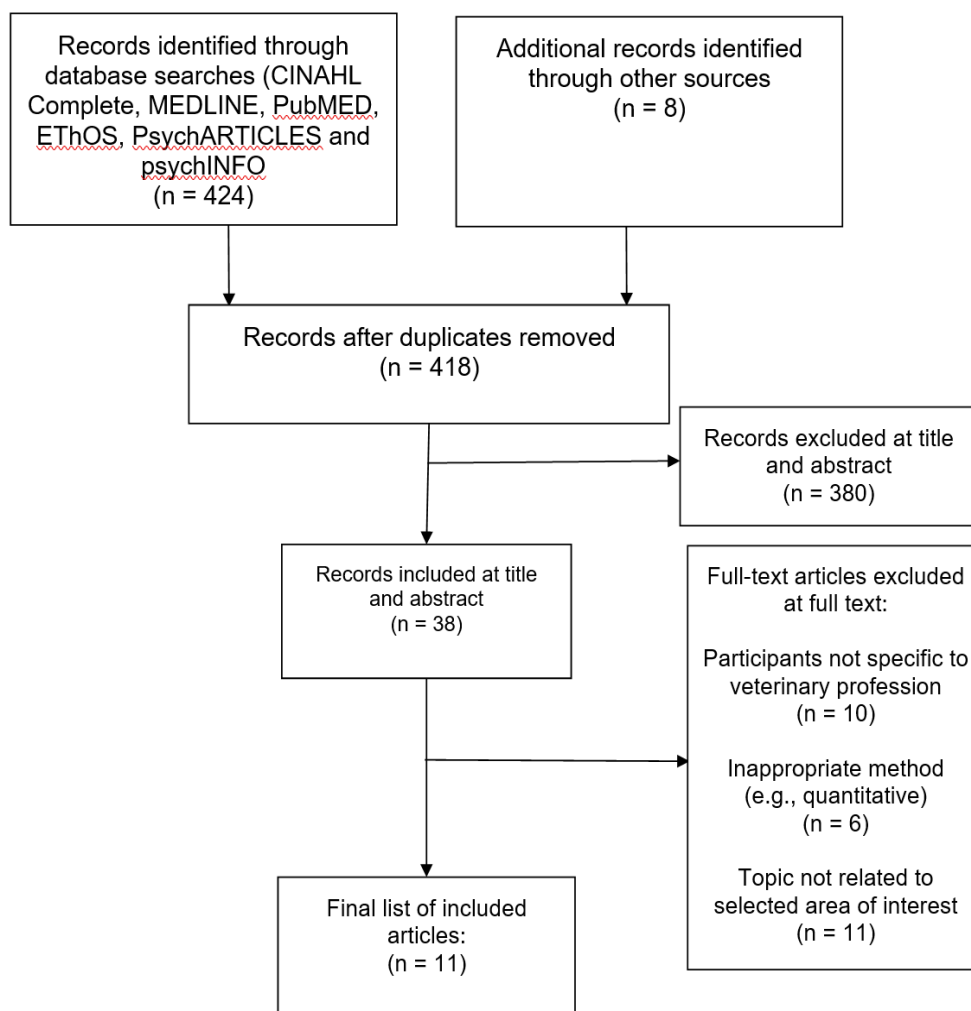 Records identified through
database searches (CINAHL
Complete, MEDLINE, PubMED,
EThOS, PsychARTICLES and
psychINFO
(n = 424)
Additional records identified
through other sources
(n = 8)
Records after duplicates removed
(n = 418)
Records excluded at title
and abstract
(n = 380)
Records included at title
and abstract
(n = 38)
Full-text articles excluded
at full text:
Participants not specific to
veterinary profession
(n = 10)
Inappropriate method
(e.g., quantitative)
(n = 6)
Topic not related to
selected area of interest
(n = 11)
Final list of included
articles:
(n = 11)